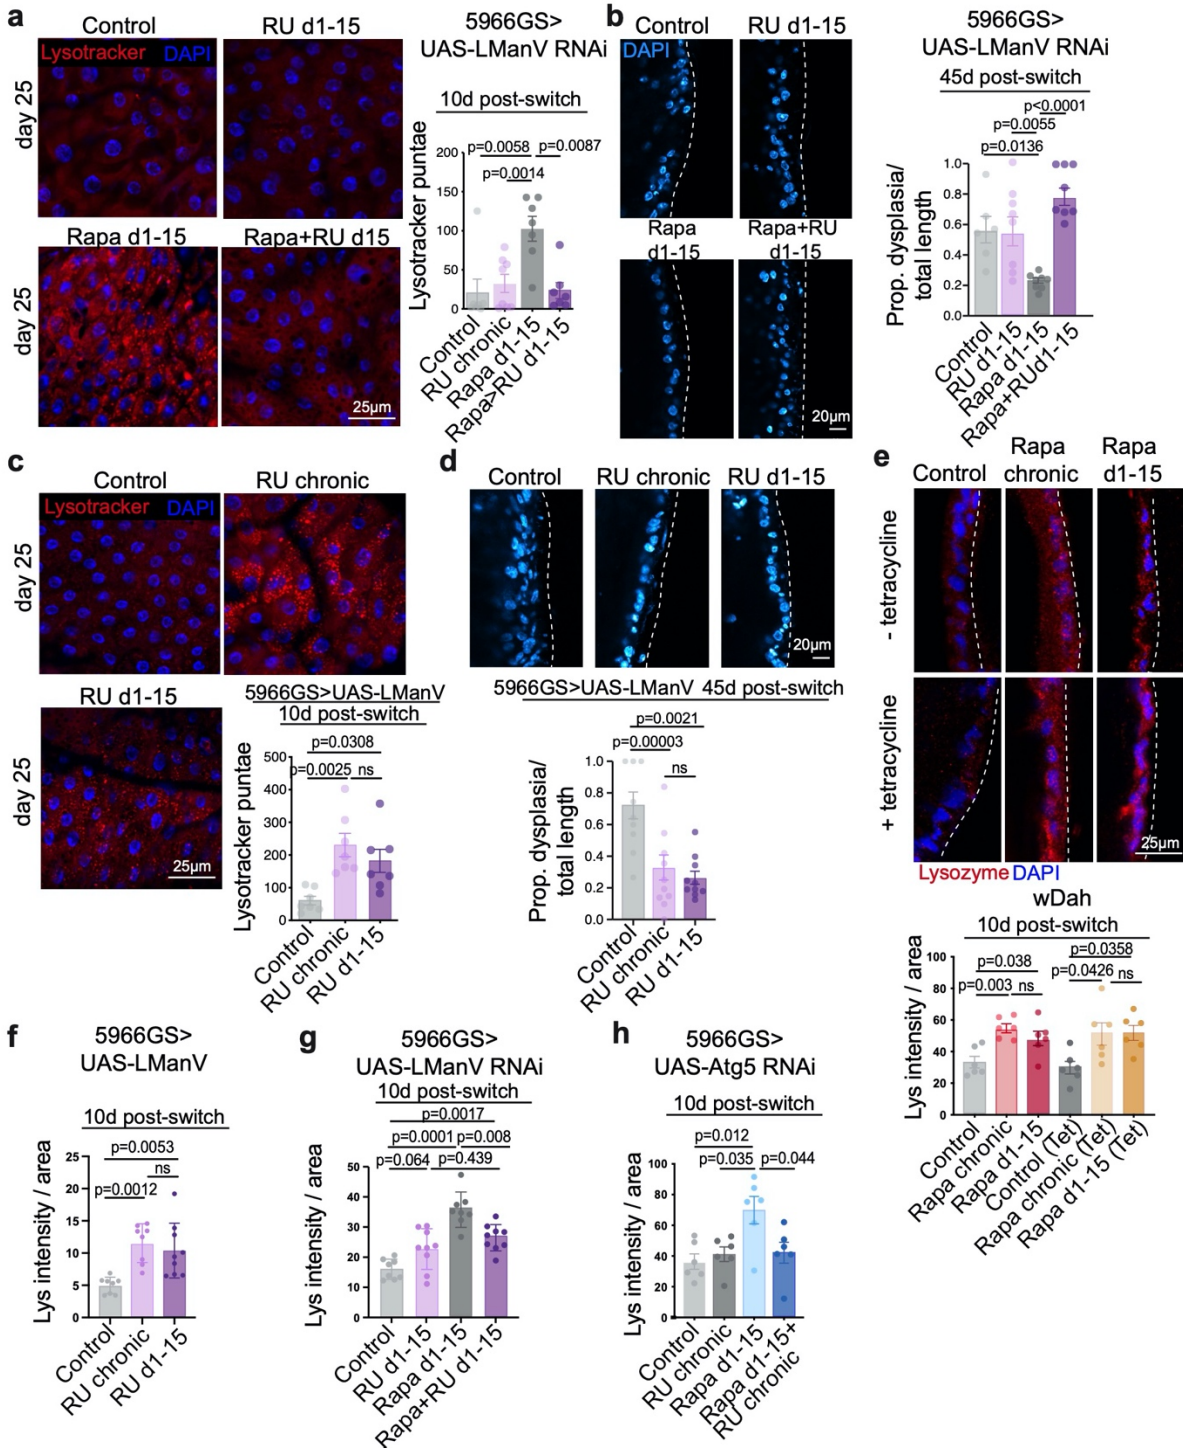 a
Control
RU d1-15
Lysotracker DAPI
day 25
Rapa d1-15
Rapa+RU d15
day 25
25µm
5966GS>
UAS-LManV RNAi
10d post-switch
p=0.0058
p=0.0087
p=0.0014
Lysotracker puntae
200
150
100
50
0
Control
RU chronic
Rapa d1-15
Rapa>RU d1-15
b
Control
RU d1-15
DAPI
Rapa
d1-15
Rapa+RU
d1-15
20µm
5966GS>
UAS-LManV RNAi
45d post-switch
p<0.0001
p=0.0055
p=0.0136
Prop. dysplasia/
total length
1.0
0.8
0.6
0.4
0.2
0.0
Control
RU d1-15
Rapa d1-15
Rapa+RUd1-15
c
Control
RU chronic
Lysotracker DAPI
day 25
RU d1-15
day 25
25µm
5966GS>UAS-LManV
10d post-switch
p=0.0308
p=0.0025
ns
Lysotracker puntae
500
400
300
200
100
0
Control
RU chronic
RU d1-15
d
Control
RU chronic
RU d1-15
20µm
5966GS>UAS-LManV 45d post-switch
p=0.0021
p=0.00003
ns
Prop. dysplasia/
total length
1.0
0.8
0.6
0.4
0.2
0.0
Control
RU chronic
RU d1-15
e
Control
Rapa
chronic
Rapa
d1-15
- tetracycline
+ tetracycline
25µm
Lysozyme DAPI
wDah
10d post-switch
p=0.0358
p=0.038
p=0.0426
p=0.003
ns
ns
Lys intensity / area
100
80
60
40
20
0
Control
Rapa chronic
Rapa d1-15
Control (Tet)
Rapa chronic (Tet)
Rapa d1-15 (Tet)
f
5966GS>
UAS-LManV
10d post-switch
p=0.0053
ns
p=0.0012
Lys intensity / area
25
20
15
10
5
0
Control
RU chronic
RU d1-15
g
5966GS>
UAS-LManV RNAi
10d post-switch
p=0.0017
p=0.0001
p=0.008
p=0.064
p=0.439
Lys intensity / area
50
40
30
20
10
0
Control
RU d1-15
Rapa d1-15
Rapa+RU d1-15
h
5966GS>
UAS-Atg5 RNAi
10d post-switch
p=0.012
p=0.035
p=0.044
Lys intensity / area
100
80
60
40
20
0
Control
RU chronic
Rapa d1-15
Rapa d1-15+
RU chronic